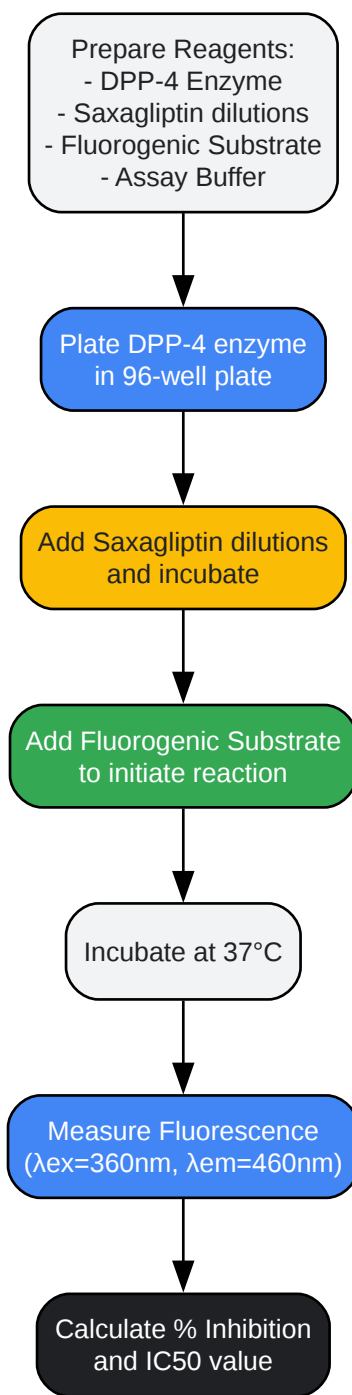 Prepare Reagents:
- DPP-4 Enzyme
- Saxagliptin dilutions
- Fluorogenic Substrate
- Assay Buffer
Plate DPP-4 enzyme
in 96-well plate
Add Saxagliptin dilutions
and incubate
Add Fluorogenic Substrate
to initiate reaction
Incubate at 37°C
Measure Fluorescence
(λex=360nm, λem=460nm)
Calculate % Inhibition
and IC50 value